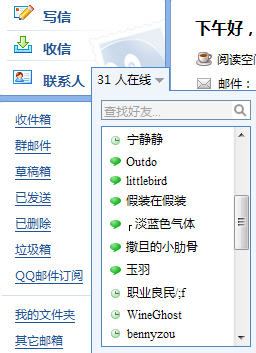 写信
收信
联系人
下午好，
阅读空
邮件：
31 人在线
查找好友...
宁静静
Outdo
littlebird
假装在假装
┌ 淡蓝色气体
撒旦的小肋骨
玉羽
职业良民/;f
WineGhost
bennyzou
收件箱
群邮件
草稿箱
已发送
已删除
垃圾箱
QQ邮件订阅
我的文件夹
其它邮箱